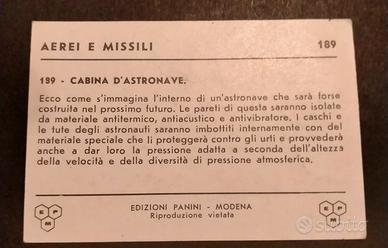 AEREI E MISSILI 189
189 - CABINA D'ASTRONAVE.
Ecco come s'immagina l'interno di un'astronave che sarà forse
costruita nel prossimo futuro. Le pareti di questa saranno isolate
da materiale antitermico, antiacustico e antivibratore. I caschi e
le tute degli astronauti saranno imbottiti internamente con del
materiale speciale che li proteggerà contro gli urti e provvederà
anche a dar loro la pressione adatta a seconda dell'altezza
della velocità e della diversità di pressione atmosferica.
EDIZIONI PANINI - MODENA
Riproduzione vietata
E P
M
E P
M
subito